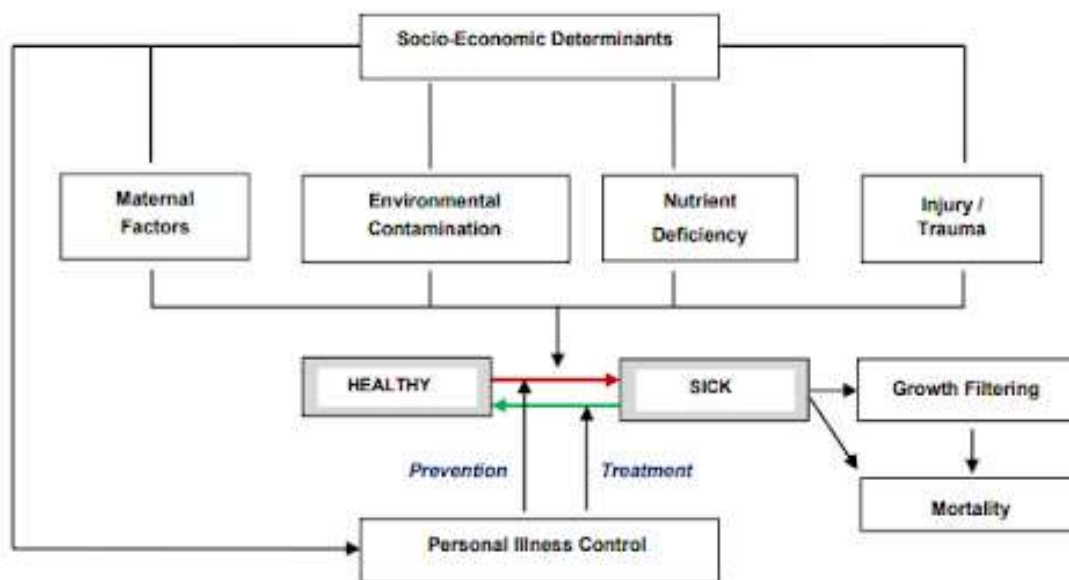 Socio-Economic Determinants
Maternal
Factors
Environmental
Contamination
Nutrient
Deficiency
Injury /
Trauma
HEALTHY
SICK
Growth Filtering
Prevention
Treatment
Mortality
Personal Illness Control